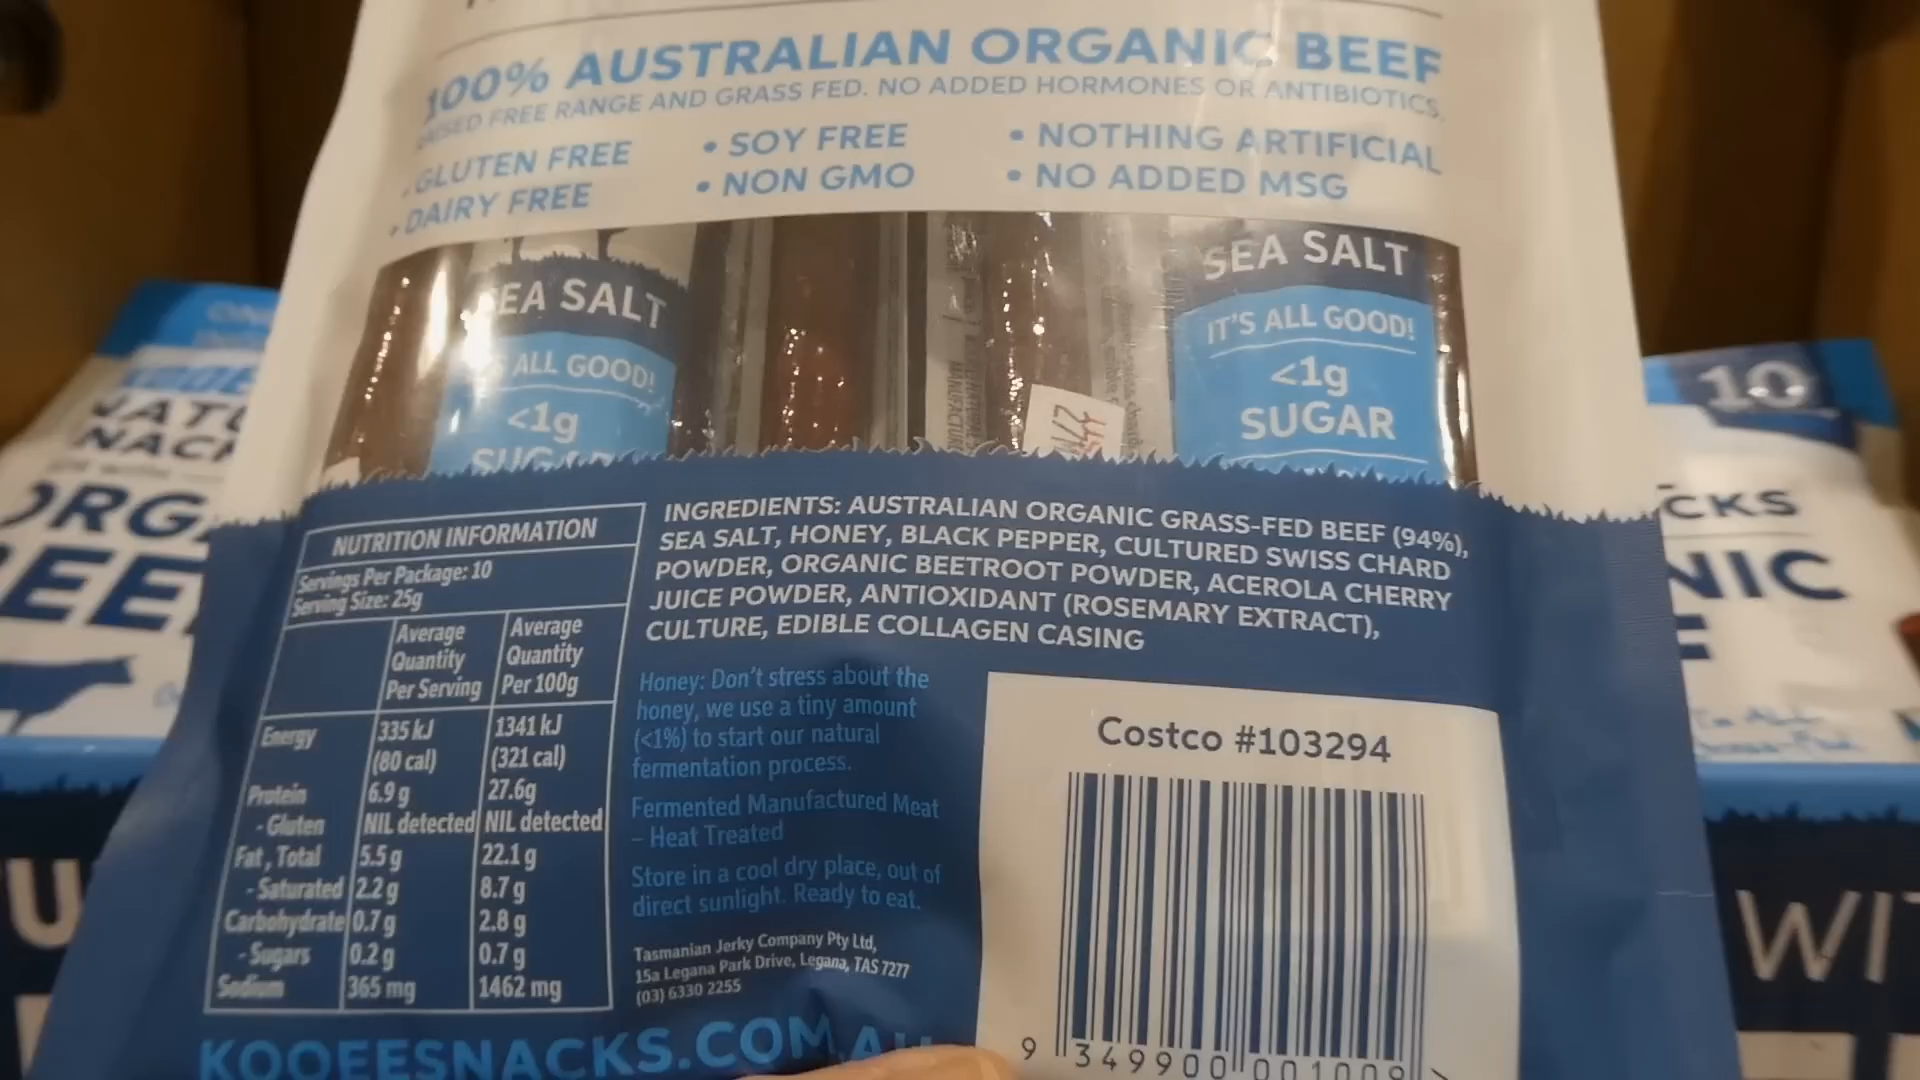 100% AUSTRALIAN ORGANIC BEEF
RAISED FREE RANGE AND GRASS FED. NO ADDED HORMONES OR ANTIBIOTICS.
• GLUTEN FREE • SOY FREE • NOTHING ARTIFICIAL
• DAIRY FREE • NON GMO • NO ADDED MSG
SEA SALT
ALL GOOD!
<1g
SUGAR
SEA SALT
IT'S ALL GOOD!
<1g
SUGAR
NUTRITION INFORMATION
Servings Per Package: 10
Serving Size: 25g
Average Quantity Per Serving Average Quantity Per 100g
Energy 335 kJ 1341 kJ
(80 cal) (321 cal)
Protein 6.9 g 27.6g
- Gluten NIL detected NIL detected
Fat, Total 5.5 g 22.1 g
- Saturated 2.2 g 8.7 g
Carbohydrate 0.7 g 2.8 g
- Sugars 0.2 g 0.7 g
Sodium 365 mg 1462 mg
INGREDIENTS: AUSTRALIAN ORGANIC GRASS-FED BEEF (94%),
SEA SALT, HONEY, BLACK PEPPER, CULTURED SWISS CHARD
POWDER, ORGANIC BEETROOT POWDER, ACEROLA CHERRY
JUICE POWDER, ANTIOXIDANT (ROSEMARY EXTRACT),
CULTURE, EDIBLE COLLAGEN CASING
Honey: Don't stress about the
honey, we use a tiny amount
(<1%) to start our natural
fermentation process.
Fermented Manufactured Meat
- Heat Treated
Store in a cool dry place, out of
direct sunlight. Ready to eat.
Tasmanian Jerky Company Pty Ltd,
15a Legana Park Drive, Legana, TAS 7277
(03) 6330 2255
KOOEESNACKS.COM.AU
Costco #103294
9 349900 001009 >
10
CKS
NIC
WI